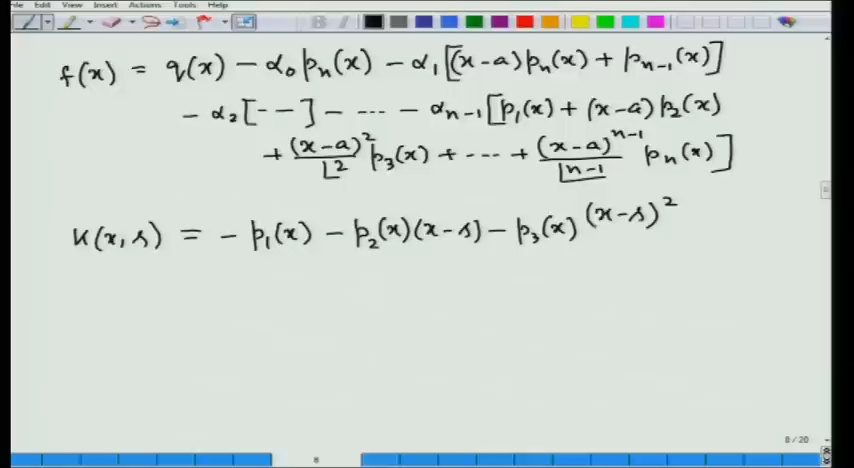 File Edit View Insert Actions Tools Help
f(x) = q(x) - α₀ pₙ(x) - α₁ [(x-a) pₙ(x) + pₙ₋₁(x)]
- α₂ [- -] - ... - αₙ₋₁ [p₁(x) + (x-a) p₂(x)
+ (x-a)²/⌊2 p₃(x) + ... + (x-a)ⁿ⁻¹/⌊n-1 pₙ(x)]
K(x, s) = - p₁(x) - p₂(x)(x-s) - p₃(x) (x-s)²
8 / 20
8